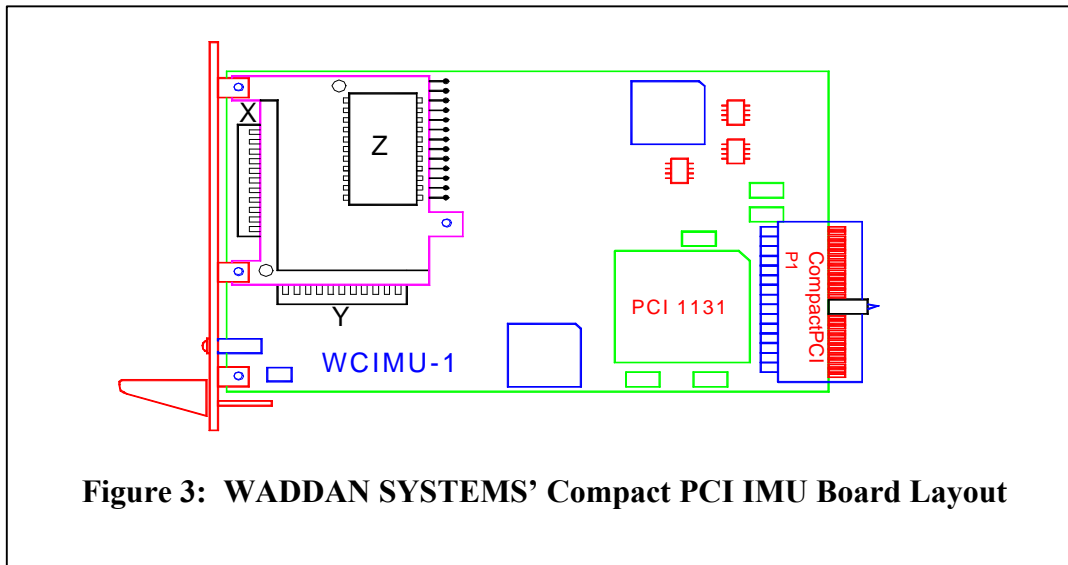 X
Z
Y
WCIMU-1
PCI 1131
CompactPCI
P1
Figure 3: WADDAN SYSTEMS’ Compact PCI IMU Board Layout